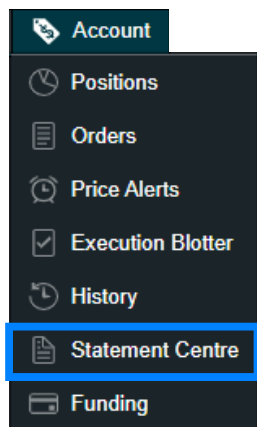 Account
Positions
Orders
Price Alerts
Execution Blotter
History
Statement Centre
Funding